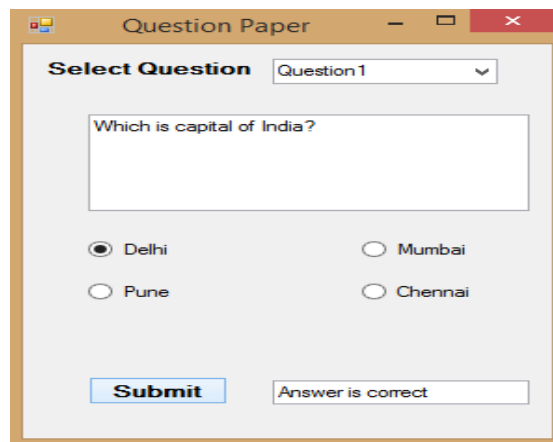 Question Paper
Select Question Question1
Which is capital of India?
Delhi Mumbai
Pune Chennai
Submit Answer is correct